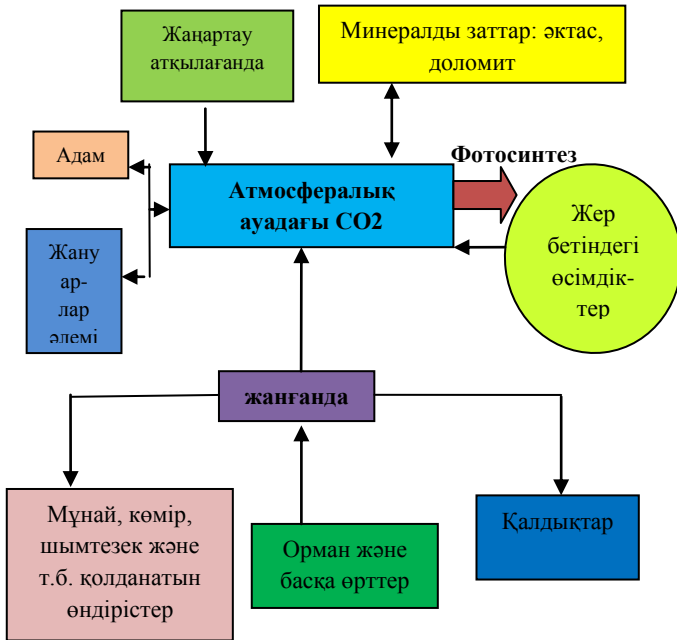 Жаңартау
атқылағанда
Минералды заттар: әктас,
доломит
Адам
Фотосинтез
Атмосфералық
ауадағы СО2
Жер
бетіндегі
өсімдік-
тер
Жану
ар-
лар
әлемі
жанғанда
Мұнай, көмір,
шымтезек және
т.б. қолданатын
өндірістер
Орман және
басқа өрттер
Қалдықтар